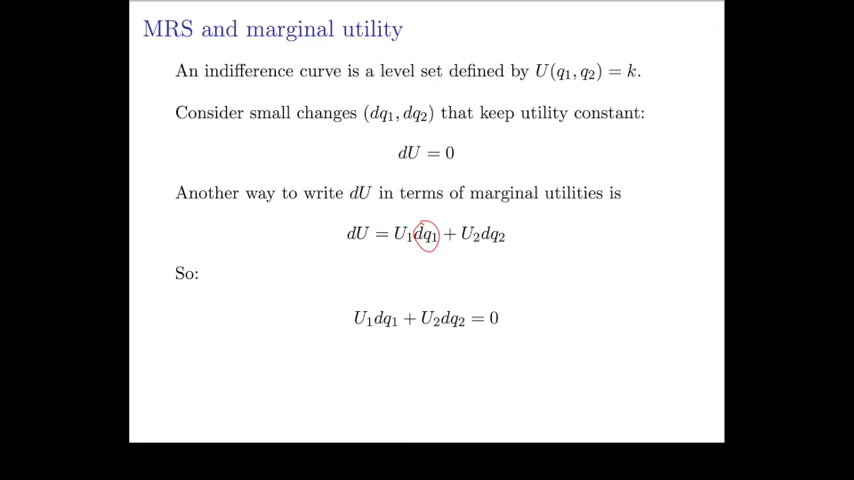 MRS and marginal utility
An indifference curve is a level set defined by U(q₁, q₂) = k.
Consider small changes (dq₁, dq₂) that keep utility constant:
dU = 0
Another way to write dU in terms of marginal utilities is
dU = U₁dq₁ + U₂dq₂
So:
U₁dq₁ + U₂dq₂ = 0